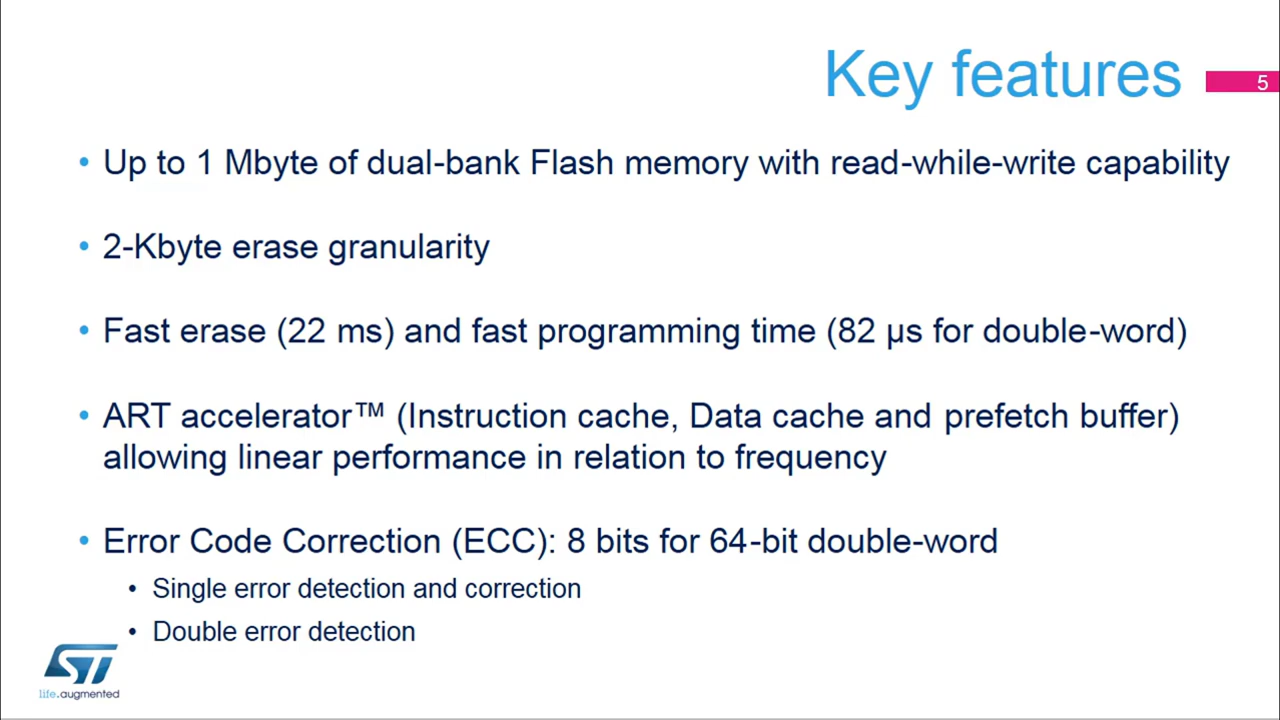 Key features
5
• Up to 1 Mbyte of dual-bank Flash memory with read-while-write capability
• 2-Kbyte erase granularity
• Fast erase (22 ms) and fast programming time (82 µs for double-word)
• ART accelerator™ (Instruction cache, Data cache and prefetch buffer)
allowing linear performance in relation to frequency
• Error Code Correction (ECC): 8 bits for 64-bit double-word
• Single error detection and correction
• Double error detection
ST
life.augmented